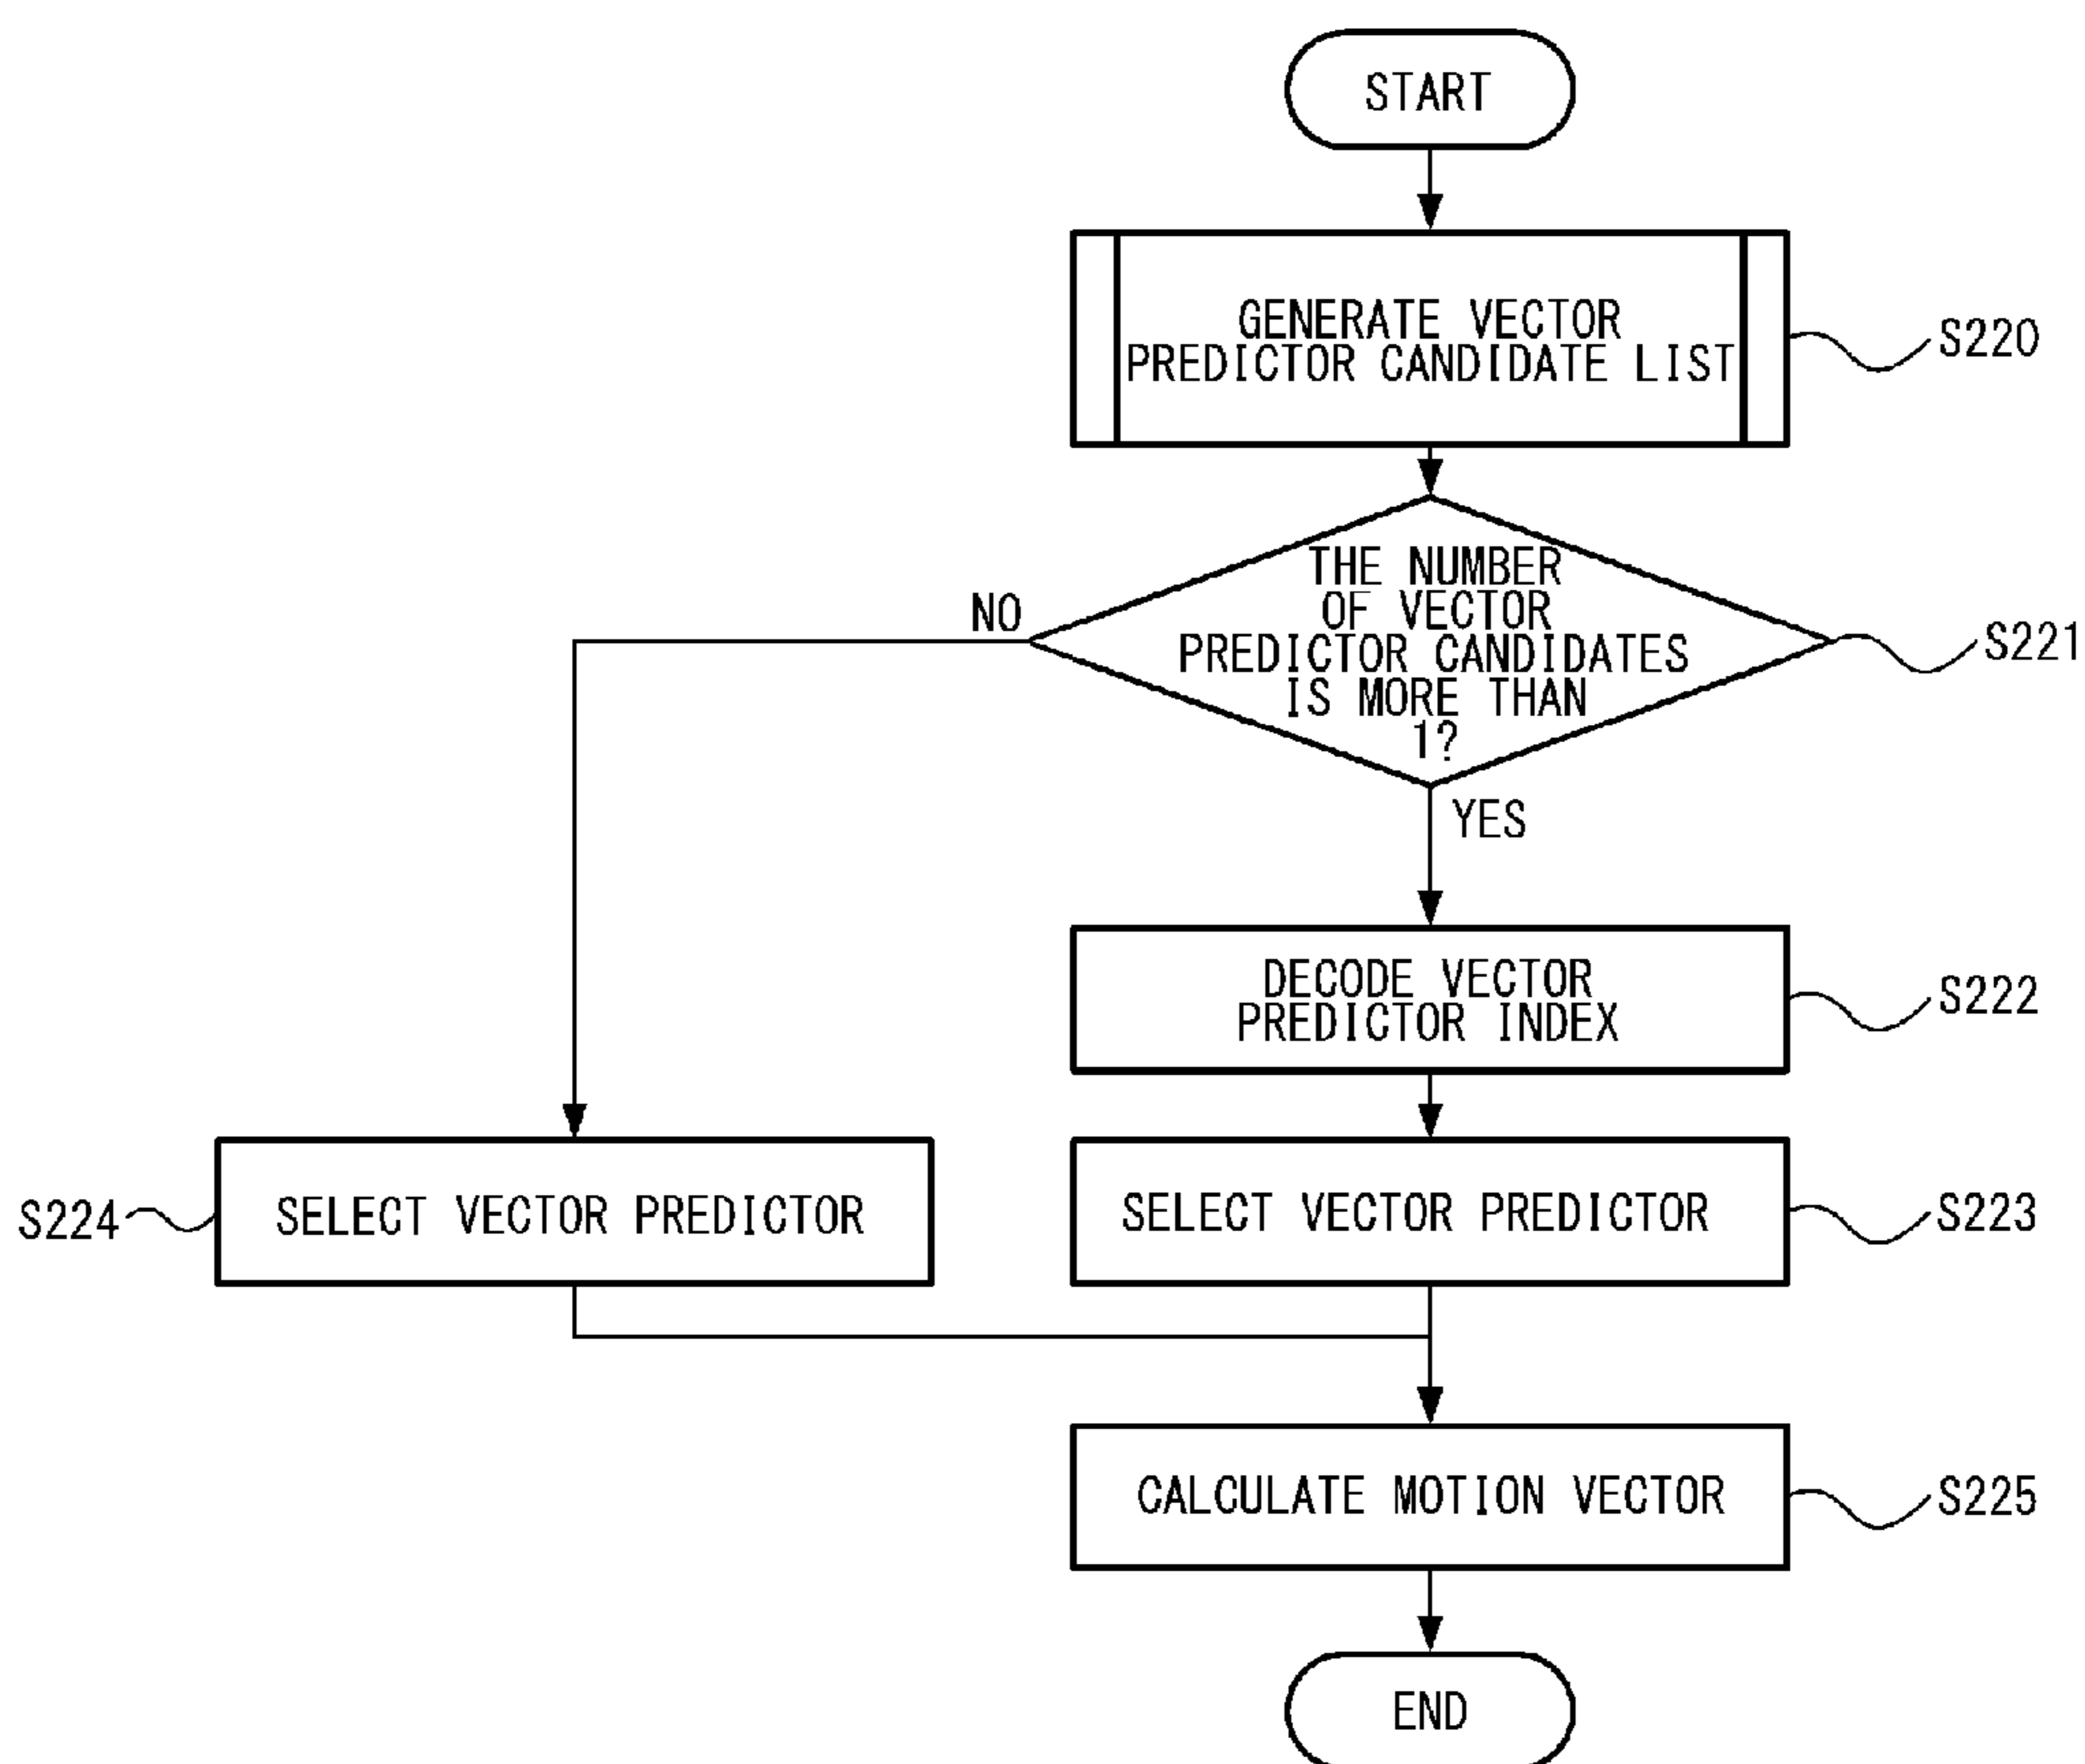 START
GENERATE VECTOR
PREDICTOR CANDIDATE LIST
S220
THE NUMBER
OF VECTOR
PREDICTOR CANDIDATES
IS MORE THAN
1?
S221
NO
YES
DECODE VECTOR
PREDICTOR INDEX
S222
S224
SELECT VECTOR PREDICTOR
SELECT VECTOR PREDICTOR
S223
CALCULATE MOTION VECTOR
S225
END